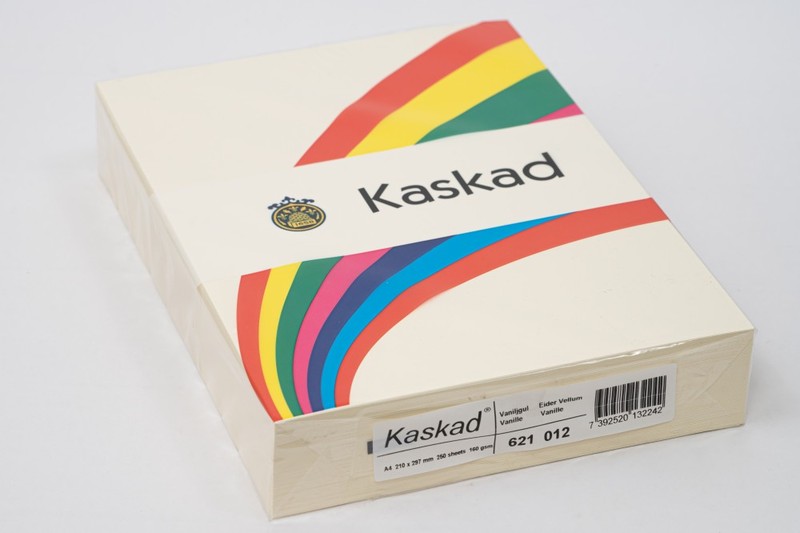 Kaskad
Kaskad®
Vaniljgul
Vanille
Eider Vellum
Vanille
621 012
A4 210 x 297 mm 250 sheets 160 gsm
7 392520 132242